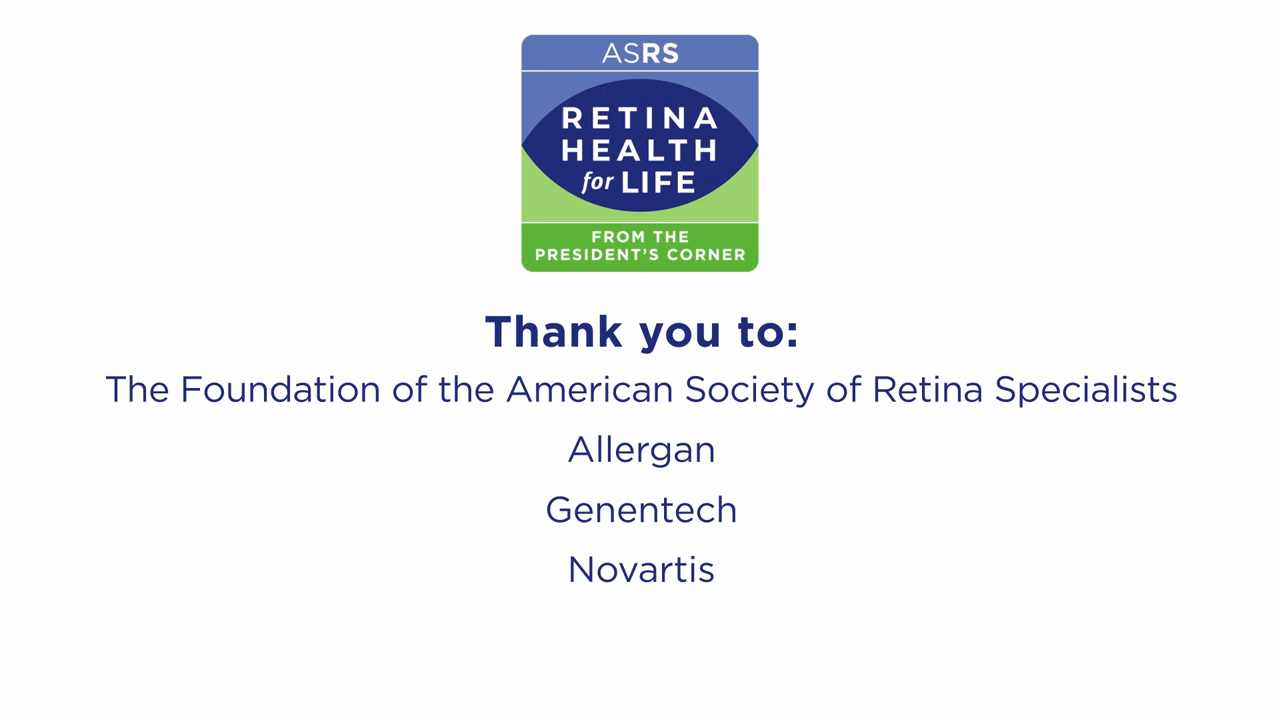 ASRS
RETINA
HEALTH
for LIFE
FROM THE
PRESIDENT'S CORNER
Thank you to:
The Foundation of the American Society of Retina Specialists
Allergan
Genentech
Novartis